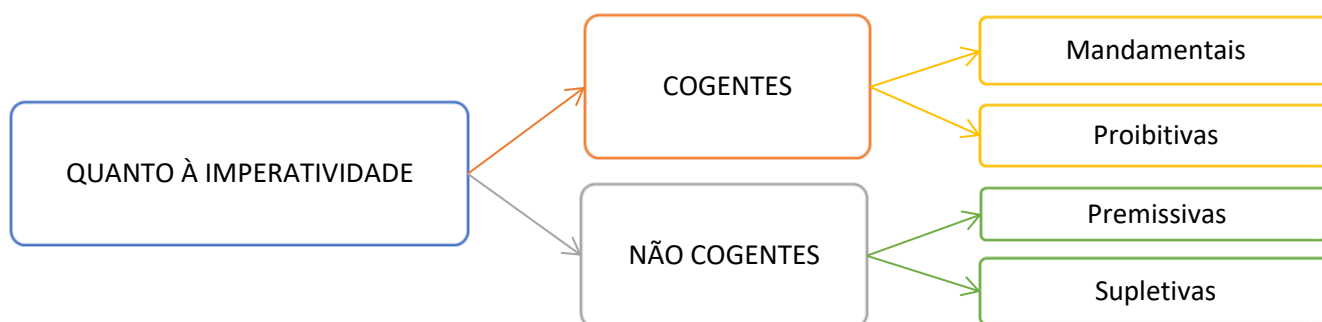 QUANTO À IMPERATIVIDADE
COGENTES
Mandamentais
Proibitivas
NÃO COGENTES
Premissivas
Supletivas